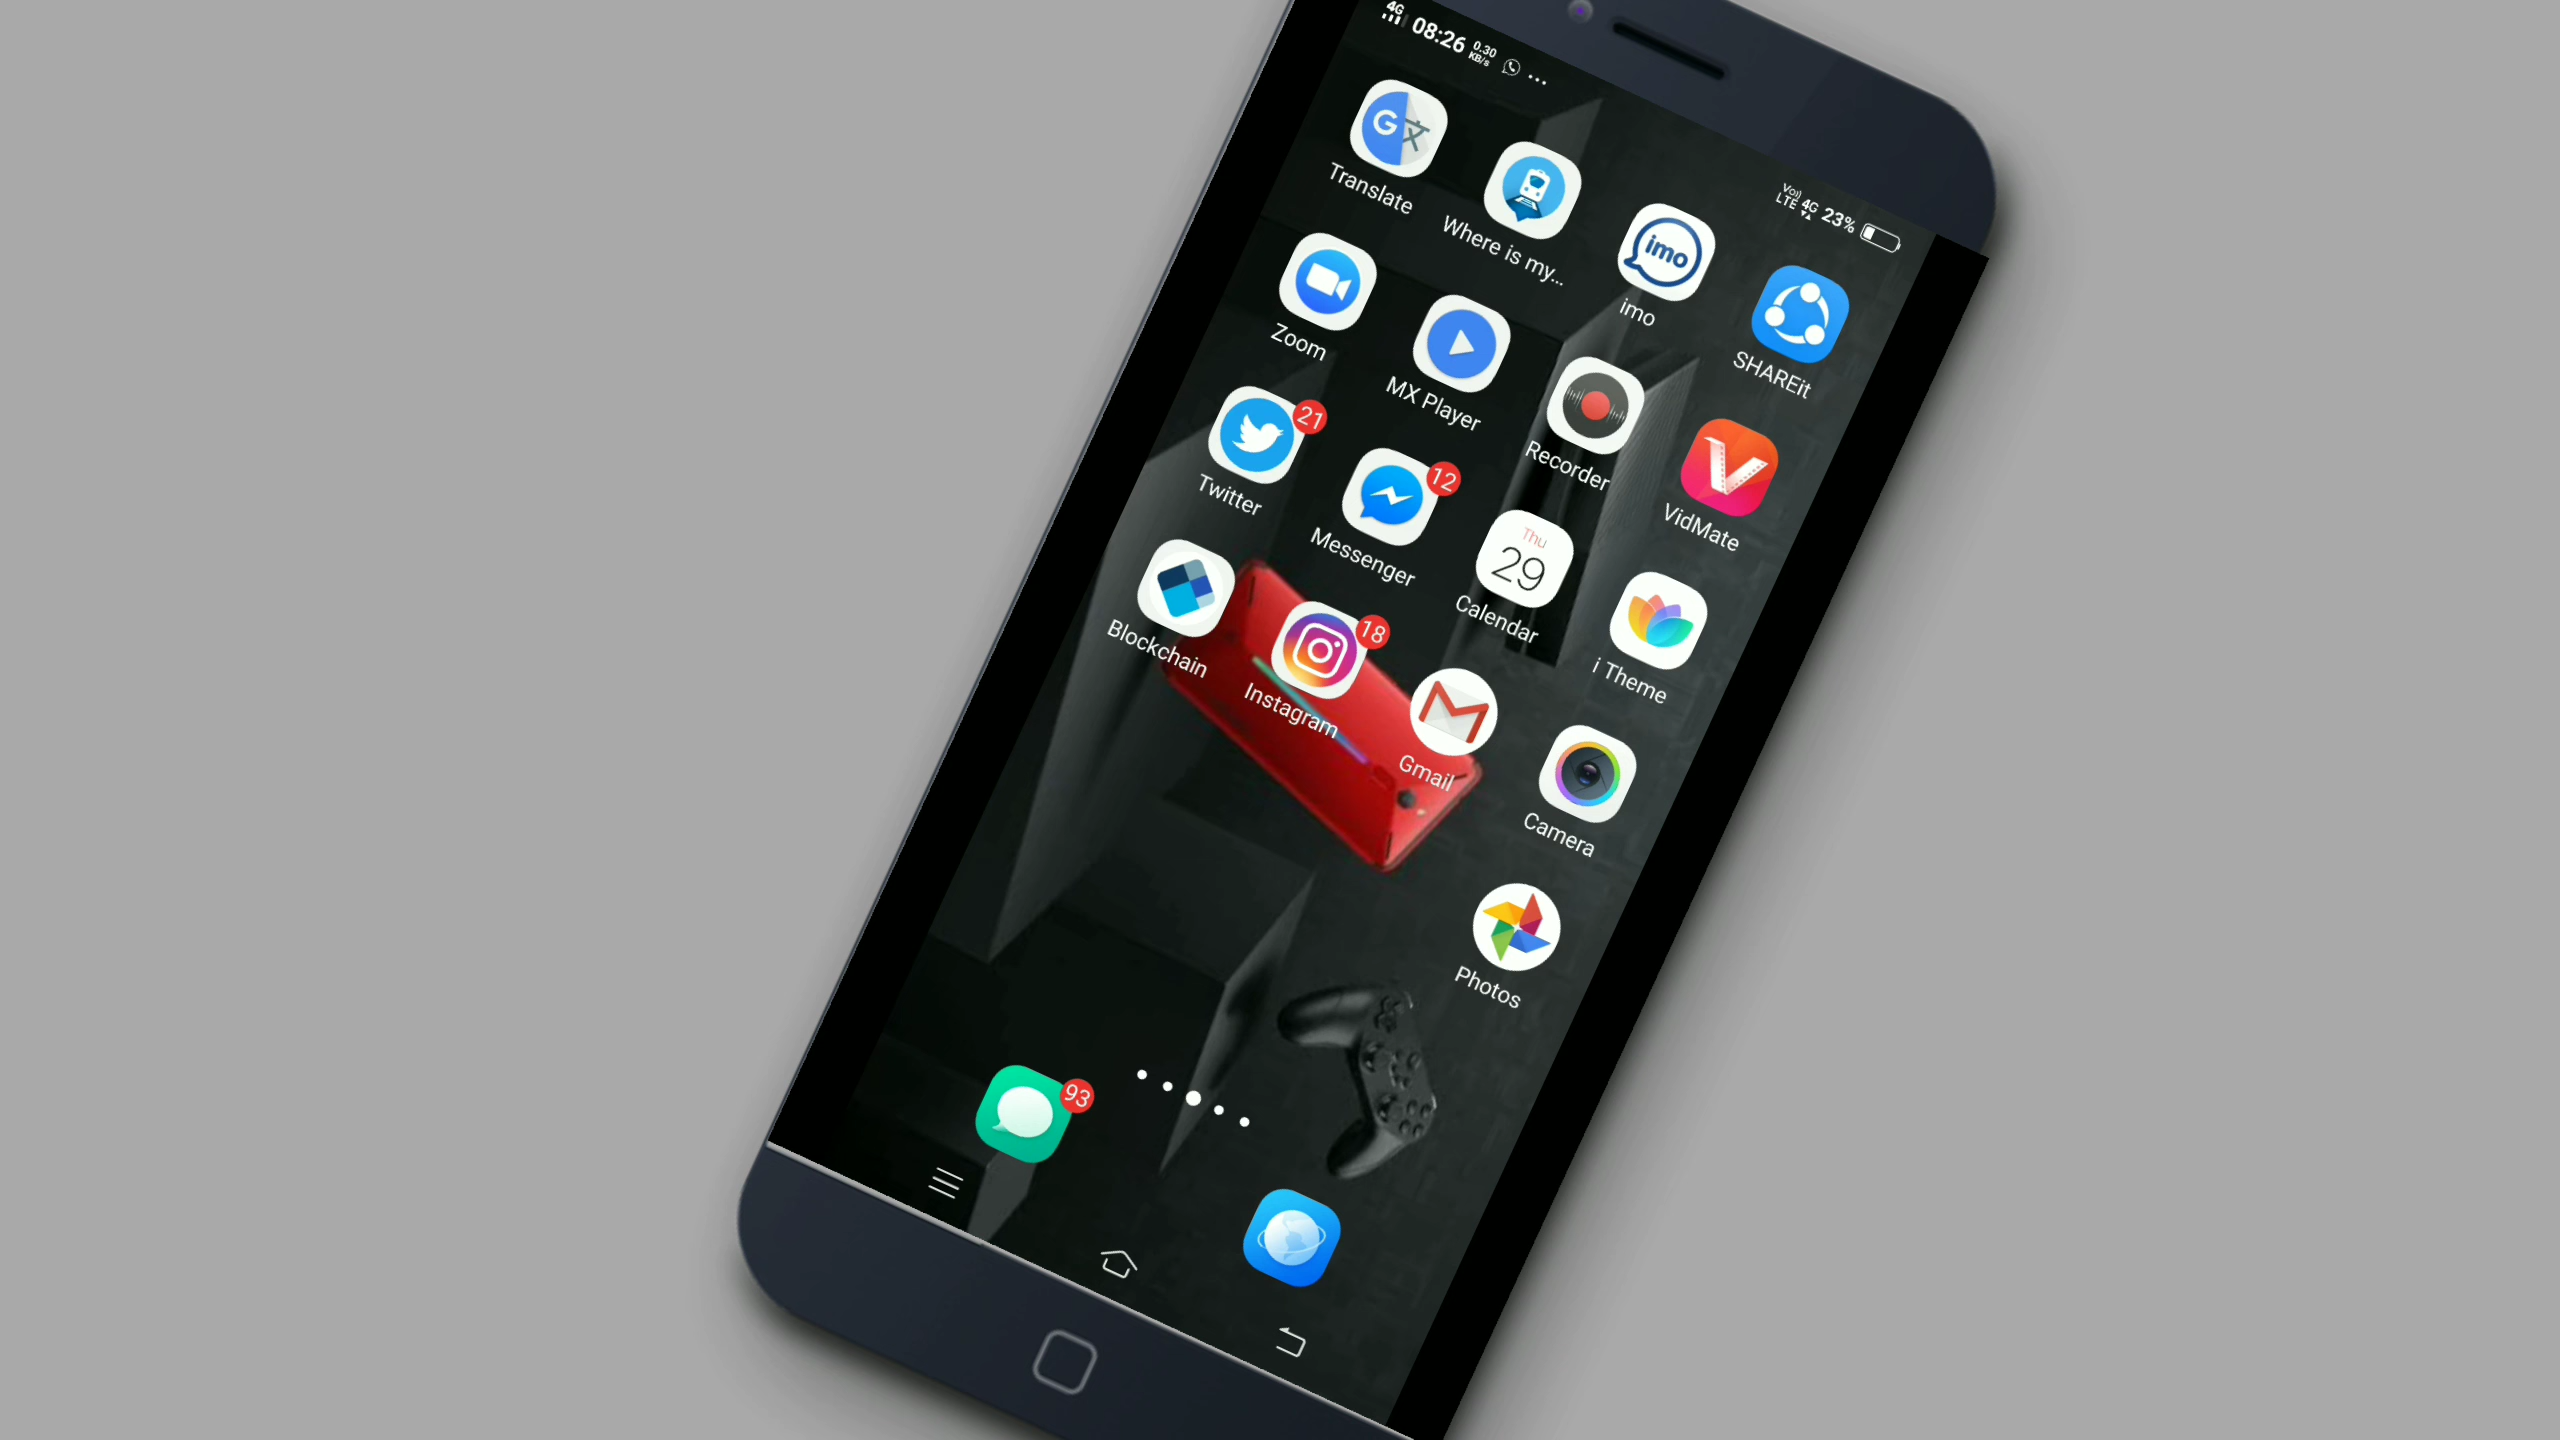 4G 08:26 0.30 KB/s ...
Vo)) LTE 4G 23%
G 文
Translate
Where is my...
imo
imo
SHAREit
Zoom
MX Player
Recorder
VidMate
21
Twitter
12
Messenger
Thu
29
Calendar
i Theme
Blockchain
18
Instagram
Gmail
Camera
Photos
93